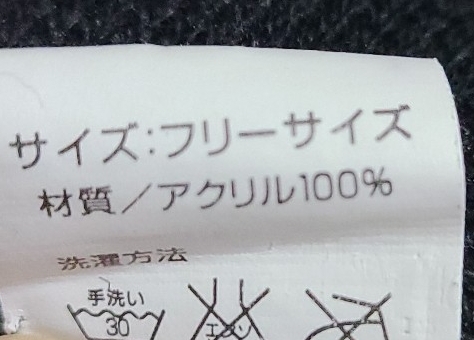 サイズ:フリーサイズ
材質/アクリル100%
洗濯方法
手洗い
30
エンソ